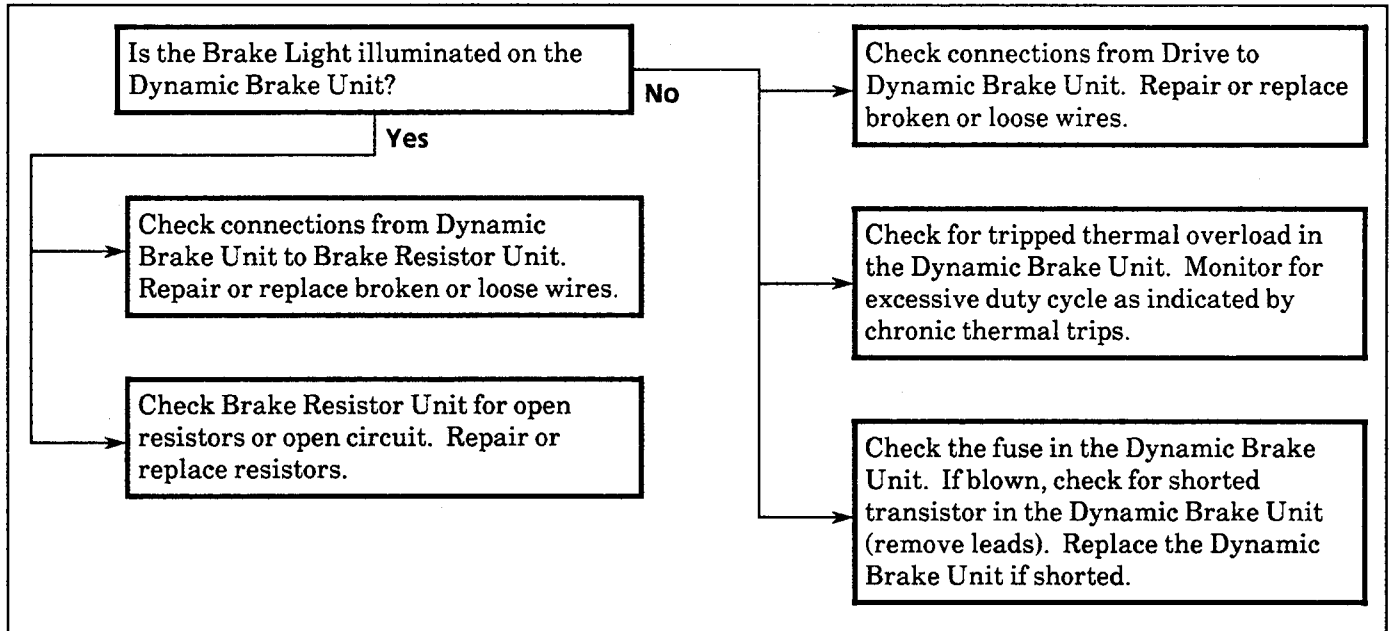 Is the Brake Light illuminated on the
Dynamic Brake Unit?
No
Yes
Check connections from Dynamic
Brake Unit to Brake Resistor Unit.
Repair or replace broken or loose wires.
Check Brake Resistor Unit for open
resistors or open circuit. Repair or
replace resistors.
Check connections from Drive to
Dynamic Brake Unit. Repair or replace
broken or loose wires.
Check for tripped thermal overload in
the Dynamic Brake Unit. Monitor for
excessive duty cycle as indicated by
chronic thermal trips.
Check the fuse in the Dynamic Brake
Unit. If blown, check for shorted
transistor in the Dynamic Brake Unit
(remove leads). Replace the Dynamic
Brake Unit if shorted.